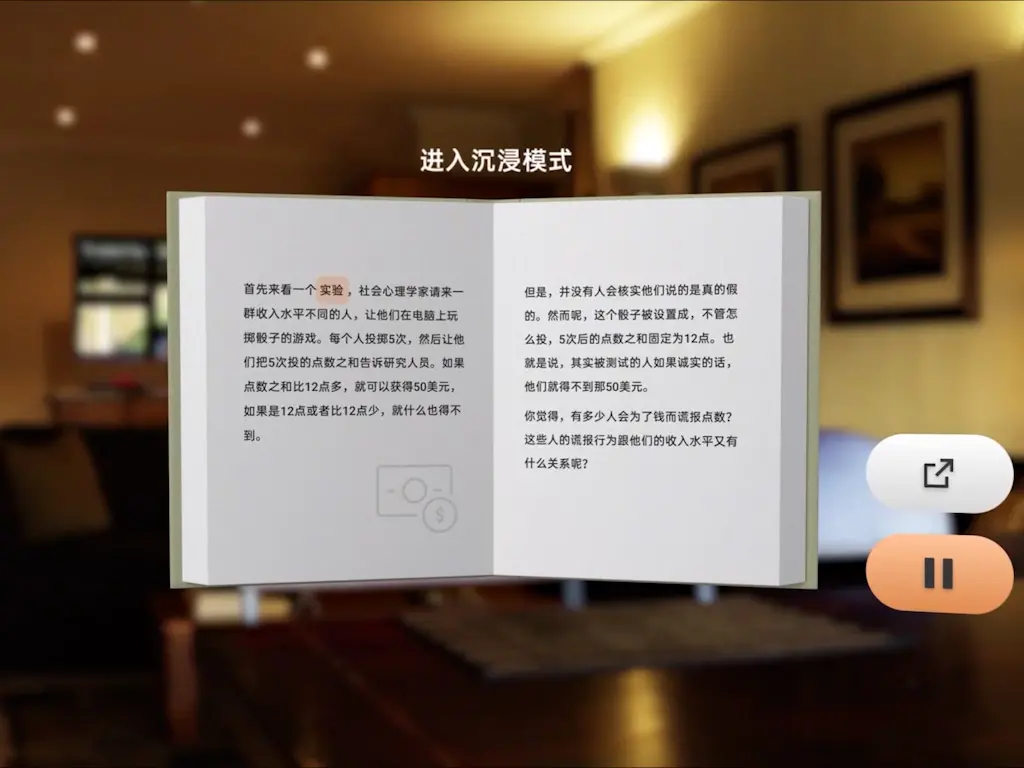 进入沉浸模式
首先来看一个 实验 ，社会心理学家请来一
群收入水平不同的人，让他们在电脑上玩
掷骰子的游戏。每个人投掷5次，然后让他
们把5次投的点数之和告诉研究人员。如果
点数之和比12点多，就可以获得50美元，
如果是12点或者比12点少，就什么也得不
到。
$
但是，并没有人会核实他们说的是真的假
的。然而呢，这个骰子被设置成，不管怎
么投，5次后的点数之和固定为12点。也
就是说，其实被测试的人如果诚实的话，
他们就得不到那50美元。
你觉得，有多少人会为了钱而谎报点数？
这些人的谎报行为跟他们的收入水平又有
什么关系呢？